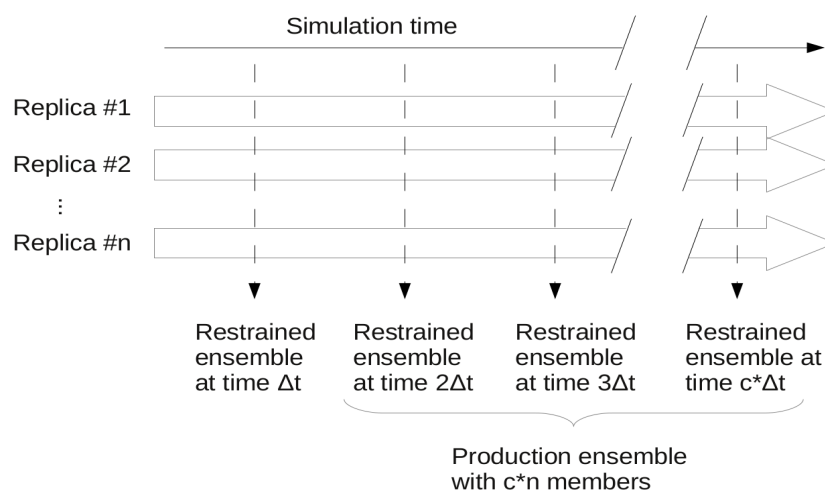 Simulation time
Replica #1
Replica #2
...
Replica #n
Restrained
ensemble
at time Δt
Restrained
ensemble
at time 2Δt
Restrained
ensemble
at time 3Δt
Restrained
ensemble at
time c*Δt
Production ensemble
with c*n members